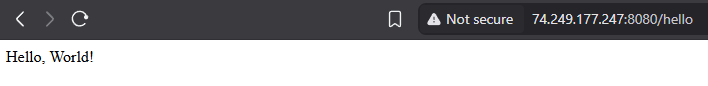 Not secure 74.249.177.247:8080/hello
Hello, World!